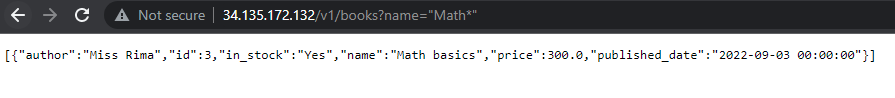 Not secure 34.135.172.132/v1/books?name="Math*"
[{"author":"Miss Rima","id":3,"in_stock":"Yes","name":"Math basics","price":300.0,"published_date":"2022-09-03 00:00:00"}]